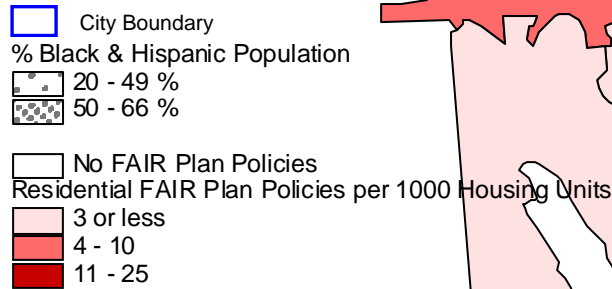 City Boundary
% Black & Hispanic Population
20 - 49 %
50 - 66 %
No FAIR Plan Policies
Residential FAIR Plan Policies per 1000 Housing Units
3 or less
4 - 10
11 - 25